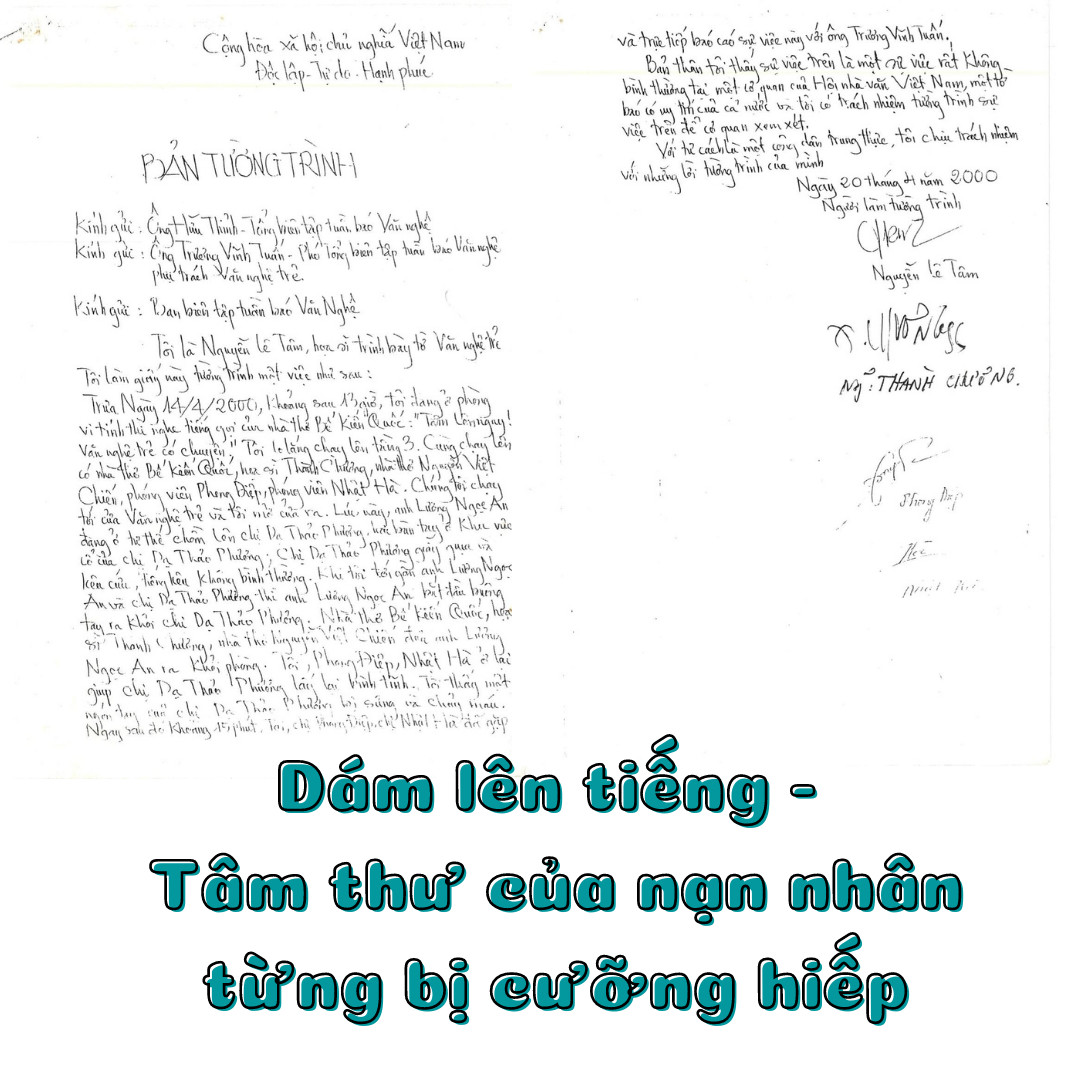 Cộng hòa xã hội chủ nghĩa Việt Nam
Độc lập - Tự do - Hạnh phúc
BẢN TƯỜNG TRÌNH
Kính gửi : Ông Hữu Thỉnh - Tổng biên tập tuần báo Văn nghệ
Kính gửi : Ông Trương Vĩnh Tuấn - Phó Tổng biên tập tuần báo Văn nghệ
phụ trách Văn nghệ trẻ.
Kính gửi : Ban biên tập tuần báo Văn Nghệ
Tôi là Nguyễn Lê Tâm, họa sĩ trình bày tờ Văn nghệ trẻ
Tôi làm giấy này tường trình một việc như sau :
Trưa Ngày 14/4/2000, khoảng sau 13 giờ, tôi đang ở phòng
vi tính thì nghe tiếng gọi của nhà thơ Bế Kiến Quốc : "Tâm lên ngay!
Văn nghệ trẻ có chuyện" Tôi lo lắng chạy lên tầng 3. Cùng chạy lên
có nhà thơ Bế Kiến Quốc, họa sĩ Thành Chương, nhà thơ Nguyễn Việt
Chiến, phóng viên Phong Điệp, phóng viên Nhật Hà. Chúng tôi chạy
tới cửa Văn nghệ trẻ và tôi mở cửa ra. Lúc này, anh Lương Ngọc An
đang ở tư thế chồm lên chị Dạ Thảo Phương, hai bàn tay ở khu vực
cổ của chị Dạ Thảo Phương; Chị Dạ Thảo Phương giãy giụa và
kêu cứu, tiếng kêu không bình thường. Khi tôi tới gần anh Lương Ngọc
An và chị Dạ Thảo Phương thì anh Lương Ngọc An bắt đầu buông
tay ra khỏi chị Dạ Thảo Phương. Nhà thơ Bế Kiến Quốc, họa
sĩ Thành Chương, nhà thơ Nguyễn Việt Chiến đưa anh Lương
Ngọc An ra khỏi phòng. Tôi, Phong Điệp, Nhật Hà ở lại
giúp chị Dạ Thảo Phương lấy lại bình tĩnh. Tôi thấy một
ngón tay của chị Dạ Thảo Phương bị sưng và chảy máu.
Ngay sau đó khoảng 15 phút, Tôi, chị Phong Điệp, chị Nhật Hà đã gặp
và trực tiếp báo cáo sự việc này với ông Trương Vĩnh Tuấn.
Bản thân tôi thấy sự việc trên là một sự việc rất không
bình thường tại một cơ quan của Hội nhà văn Việt Nam, một tờ
báo có uy tín của cả nước và tôi có trách nhiệm tường trình sự
việc trên để cơ quan xem xét.
Với tư cách là một công dân trung thực, tôi chịu trách nhiệm
với những lời tường trình của mình
Ngày 20 tháng 4 năm 2000
Người làm tường trình
Nguyễn Lê Tâm
THÀNH CHƯƠNG.
Phong Điệp
Dám lên tiếng -
Tâm thư của nạn nhân
từng bị cưỡng hiếp